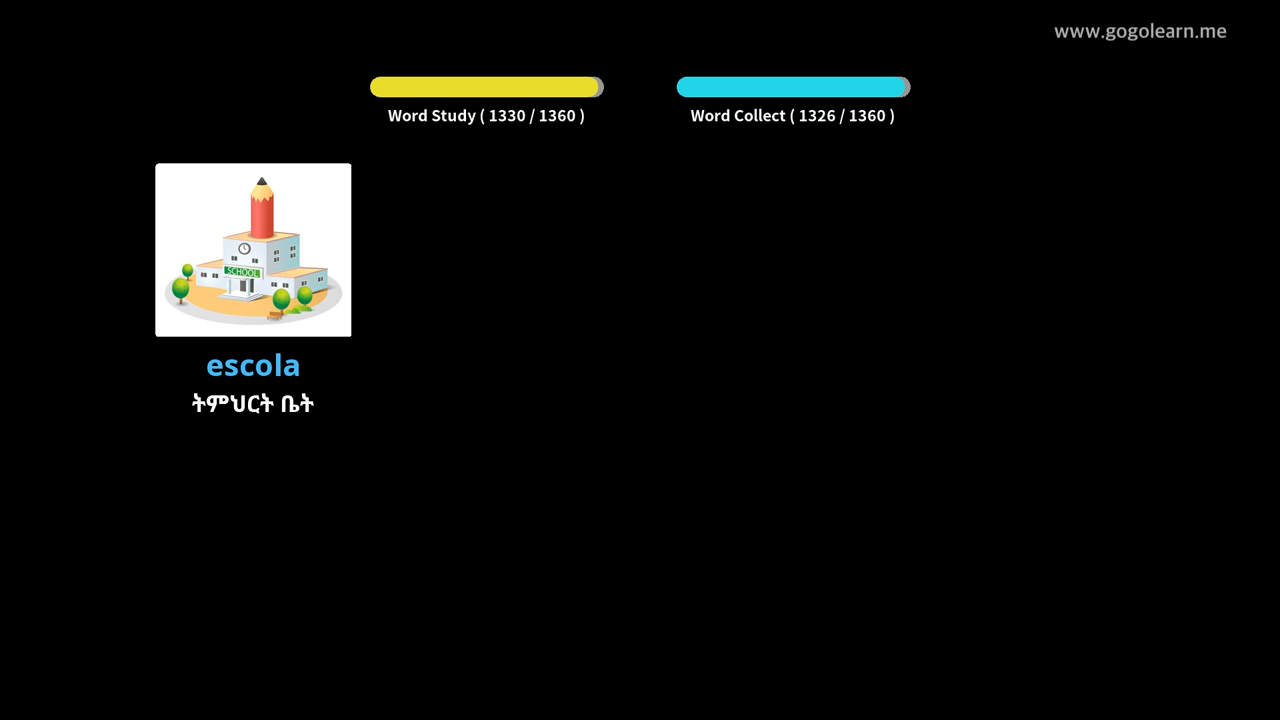 www.gogolearn.me
Word Study ( 1330 / 1360 )
Word Collect ( 1326 / 1360 )
SCHOOL
escola
ትምህርት ቤት